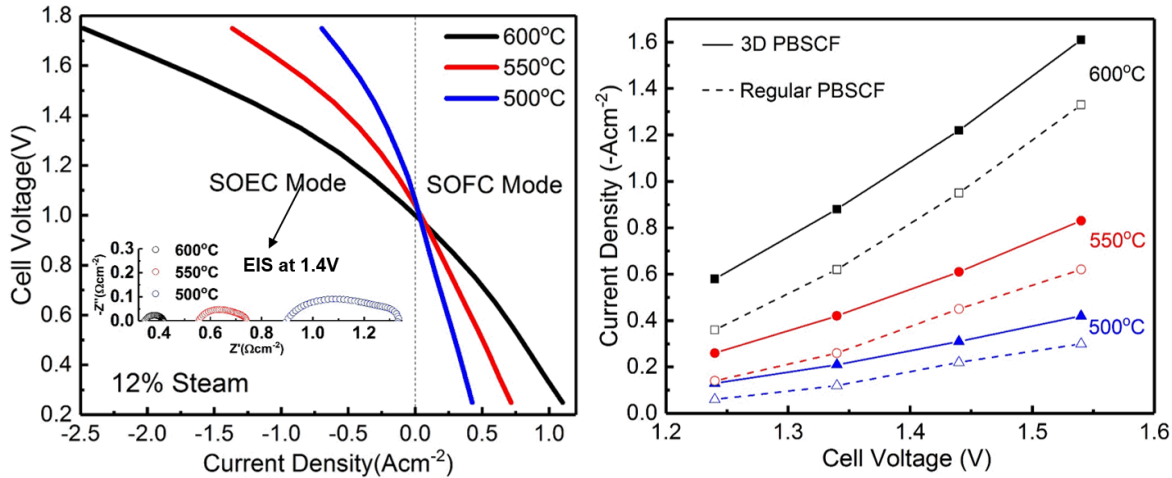 1.8
1.6
1.4
1.2
1.0
0.8
0.6
0.4
0.2
Cell Voltage(V)
600°C
550°C
500°C
SOEC Mode
SOFC Mode
EIS at 1.4V
0.3
0.2
0.1
0.0
-Z''(Ωcm⁻²)
600°C
550°C
500°C
0.4 0.6 0.8 1.0 1.2
Z'(Ωcm⁻²)
12% Steam
-2.5 -2.0 -1.5 -1.0 -0.5 0.0 0.5 1.0
Current Density(Acm⁻²)
1.6
1.4
1.2
1.0
0.8
0.6
0.4
0.2
0.0
Current Density (-Acm⁻²)
3D PBSCF
Regular PBSCF
600°C
550°C
500°C
1.2 1.3 1.4 1.5 1.6
Cell Voltage (V)